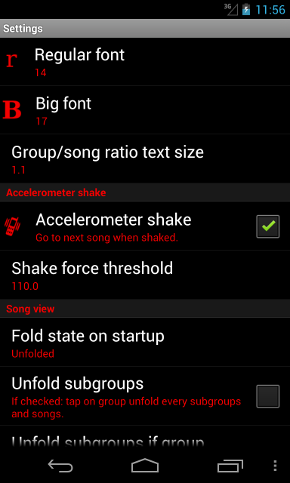 3G 11:56
Settings
r Regular font
14
B Big font
17
Group/song ratio text size
1.1
Accelerometer shake
Accelerometer shake
Go to next song when shaked.
Shake force threshold
110.0
Song view
Fold state on startup
Unfolded
Unfold subgroups
If checked: tap on group unfold every subgroups
and songs.
Unfold subgroups if group